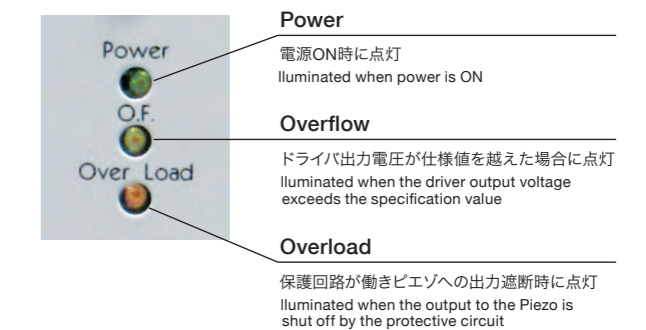 Power
O.F.
Over Load
Power
電源ON時に点灯
lluminated when power is ON
Overflow
ドライバ出力電圧が仕様値を越えた場合に点灯
lluminated when the driver output voltage
exceeds the specification value
Overload
保護回路が働きピエゾへの出力遮断時に点灯
lluminated when the output to the Piezo is
shut off by the protective circuit